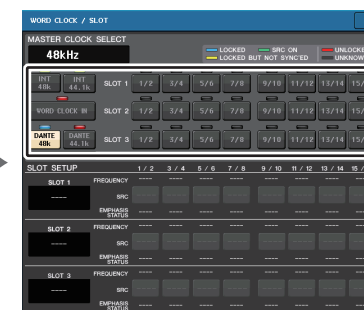 WORD CLOCK / SLOT
MASTER CLOCK SELECT
48kHz
LOCKED SRC ON UNLOCKE
LOCKED BUT NOT SYNC'ED UNKNOW
INT 48k INT 44.1k SLOT 1 1/2 3/4 5/6 7/8 9/10 11/12 13/14 15/
WORD CLOCK IN SLOT 2 1/2 3/4 5/6 7/8 9/10 11/12 13/14 15/
DANTE 48k DANTE 44.1k SLOT 3 1/2 3/4 5/6 7/8 9/10 11/12 13/14 15/
SLOT SETUP 1 / 2 3 / 4 5 / 6 7 / 8 9 / 10 11 / 12 13 / 14 15 /
SLOT 1 FREQUENCY ---- ---- ---- ---- ---- ---- ---- ----
---- SRC
EMPHASIS STATUS ---- ---- ---- ---- ---- ---- ---- ----
SLOT 2 FREQUENCY ---- ---- ---- ---- ---- ---- ---- ----
---- SRC
EMPHASIS STATUS ---- ---- ---- ---- ---- ---- ---- ----
SLOT 3 FREQUENCY ---- ---- ---- ---- ---- ---- ---- ----
---- SRC
EMPHASIS STATUS ---- ---- ---- ---- ---- ---- ---- ----